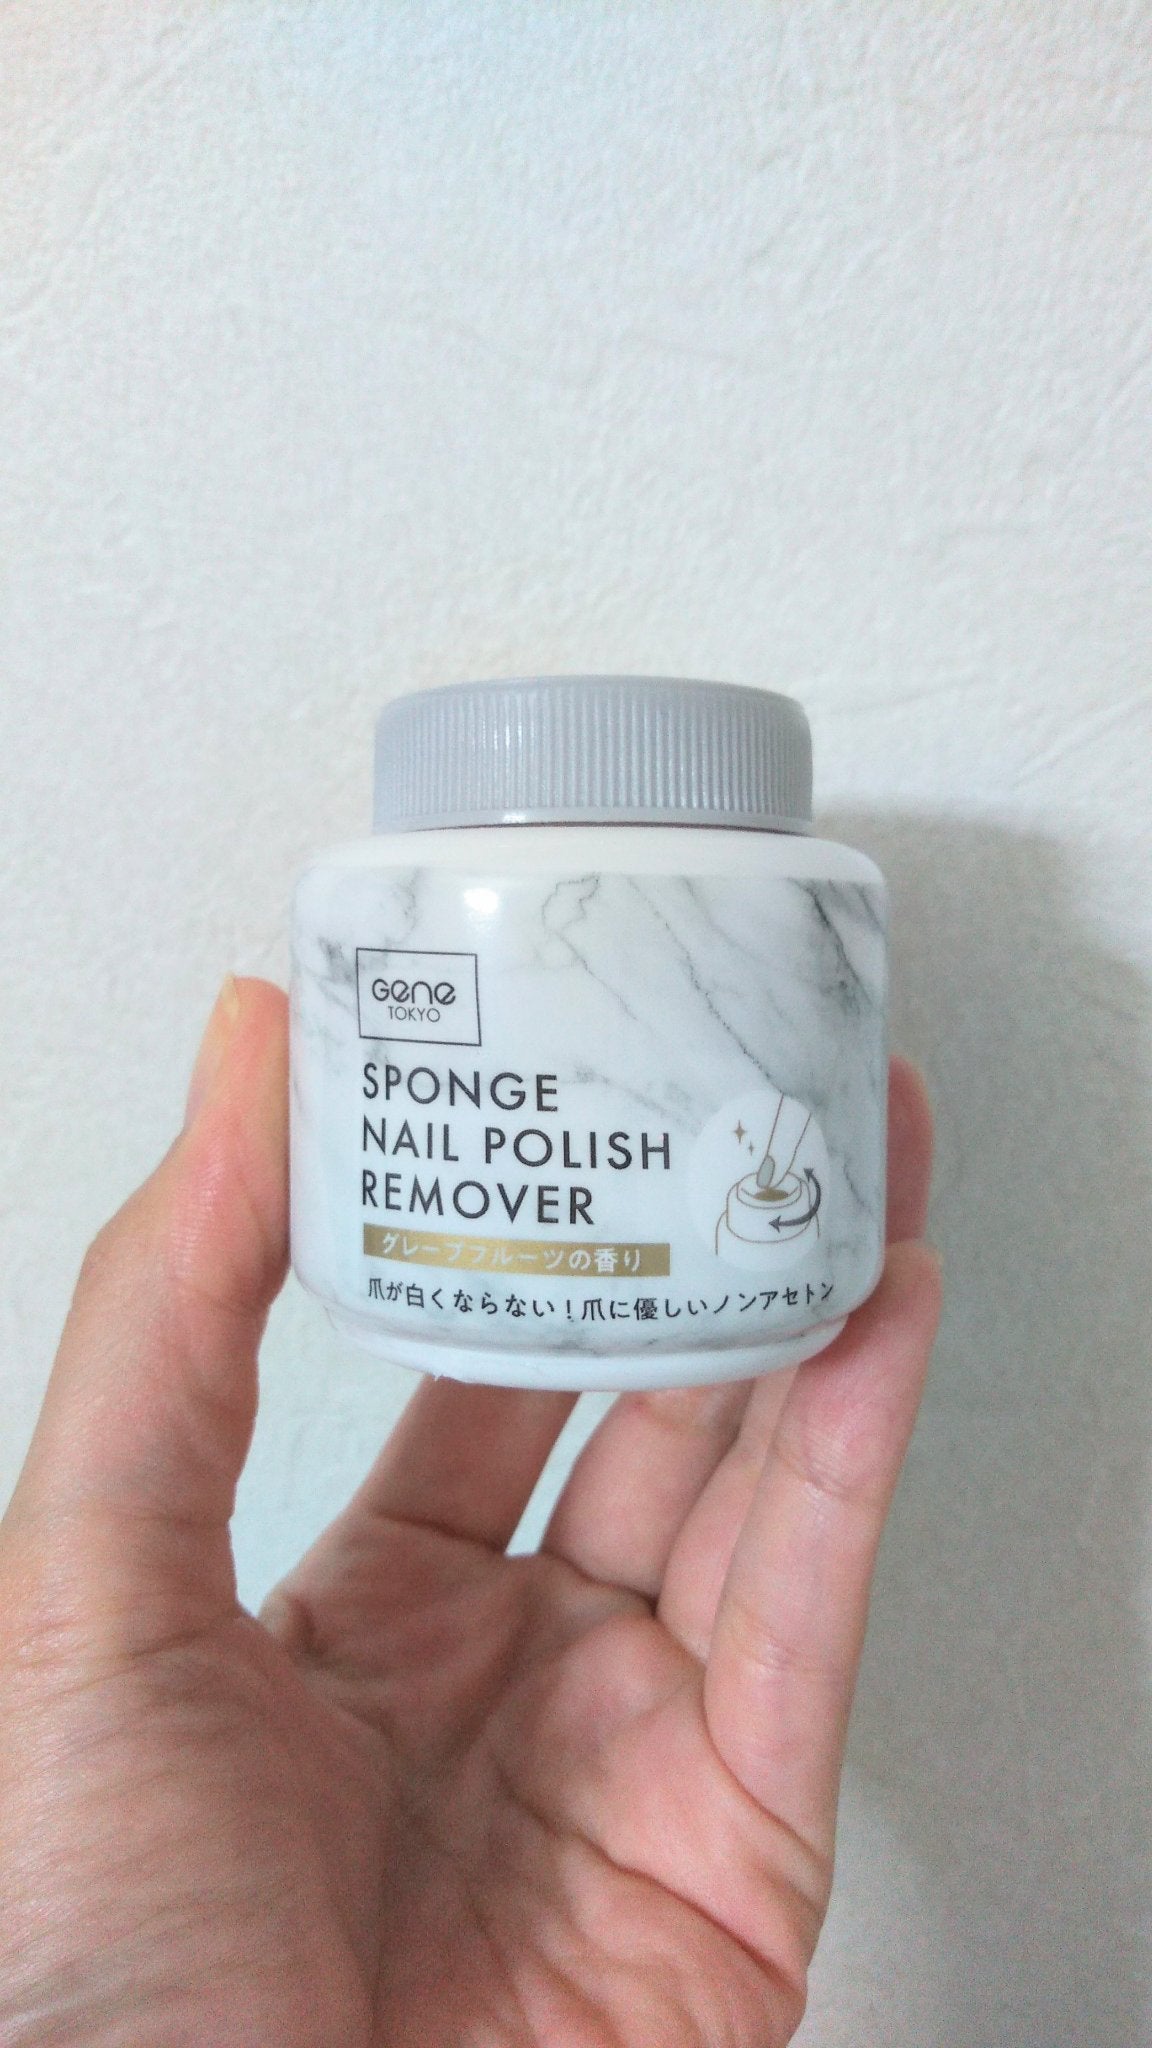 Gene
TOKYO
SPONGE
NAIL POLISH
REMOVER
グレープフルーツの香り
爪が白くならない！爪に優しいノンアセトン